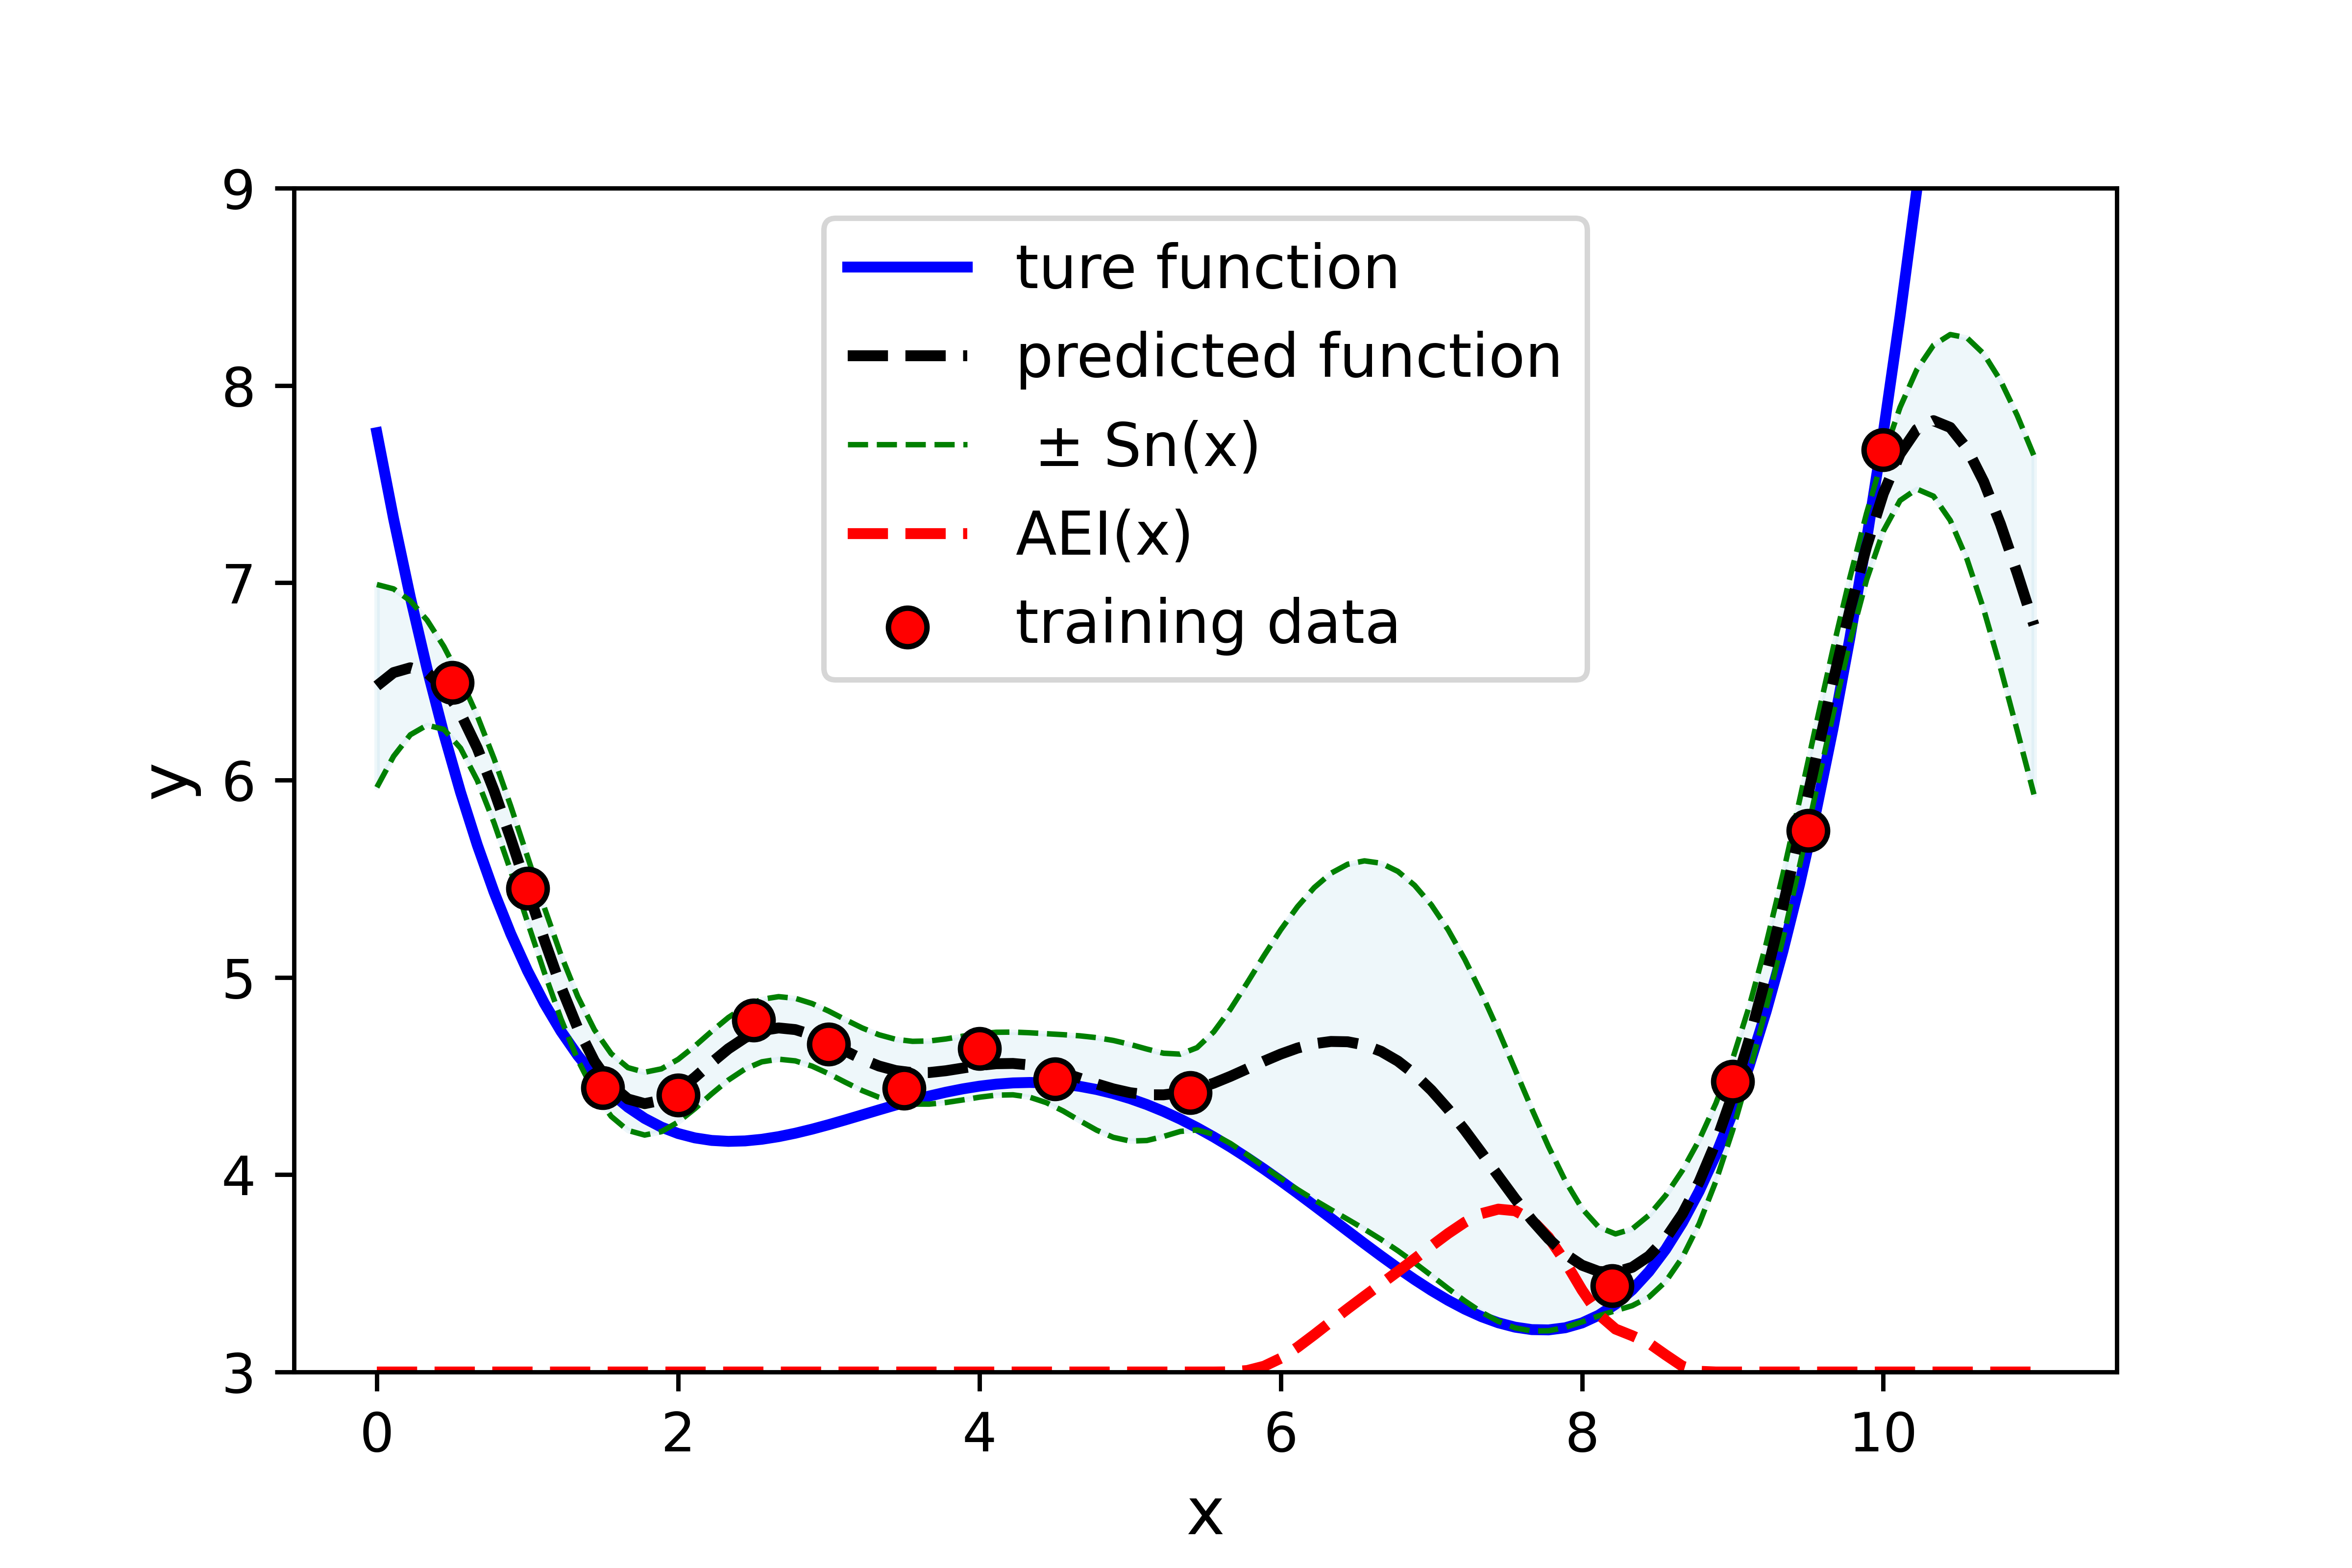 9
8
7
6
5
4
3
y
ture function
predicted function
± Sn(x)
AEI(x)
training data
0 2 4 6 8 10
x